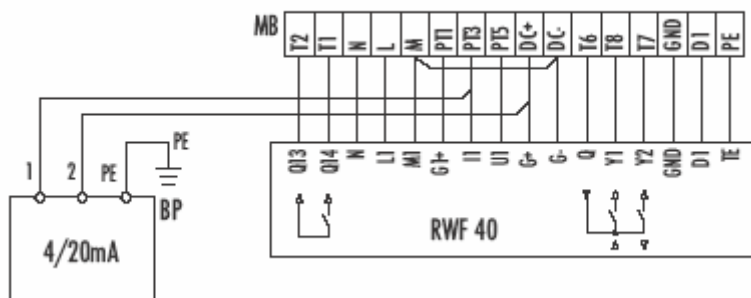 MB T2 T1 N L M PT1 PT3 PT5 DC+ DC- T6 T8 T7 GND D1 PE
1 2 PE PE
Q13 Q14 N L1 M1 G1+ I1 U1 G+ G- Q Y1 Y2 GND D1 TE
BP
4/20mA
RWF 40